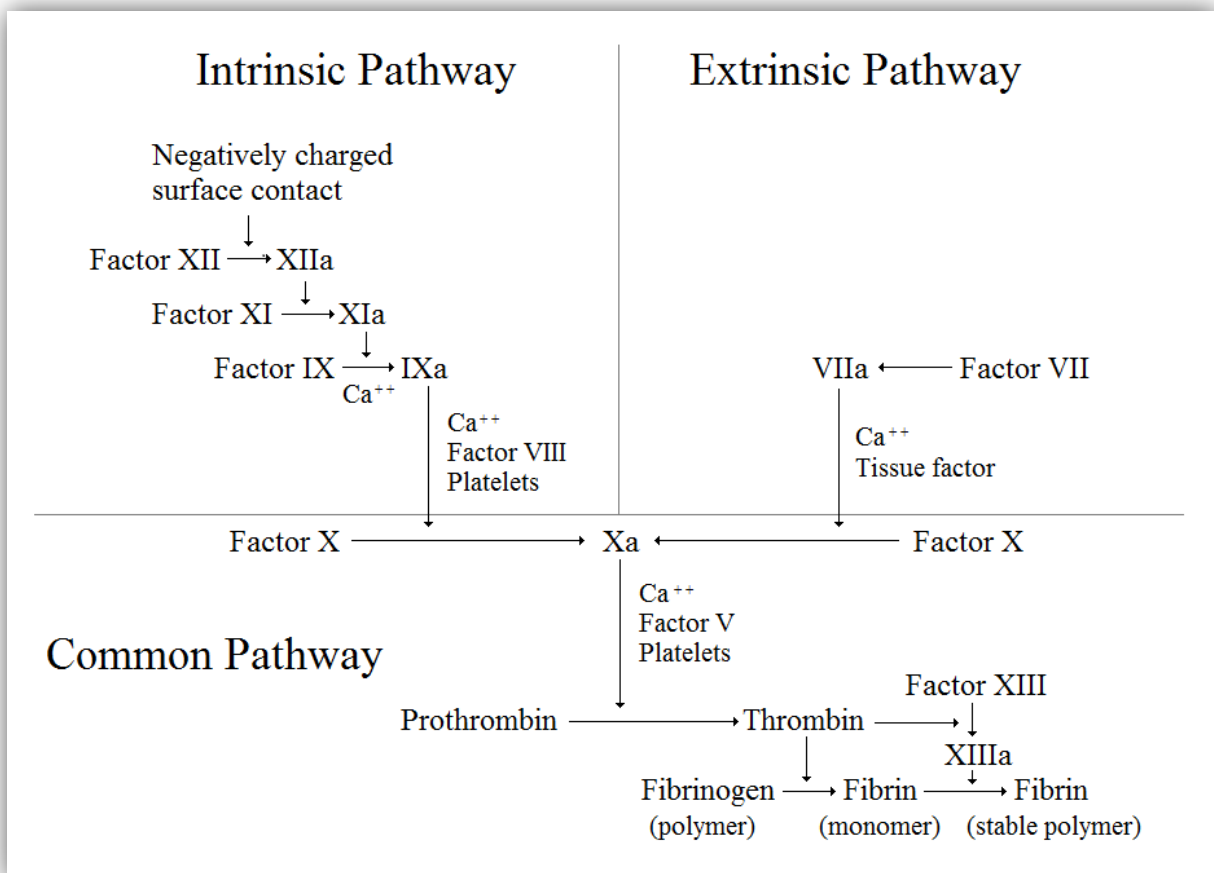 Intrinsic Pathway
Extrinsic Pathway
Negatively charged
surface contact
Factor XII XIIa
Factor XI XIa
Factor IX IXa
Ca⁺⁺
VIIa Factor VII
Ca⁺⁺
Factor VIII
Platelets
Ca⁺⁺
Tissue factor
Factor X Xa Factor X
Ca⁺⁺
Factor V
Platelets
Common Pathway
Factor XIII
Prothrombin Thrombin
XIIIa
Fibrinogen Fibrin Fibrin
(polymer) (monomer) (stable polymer)